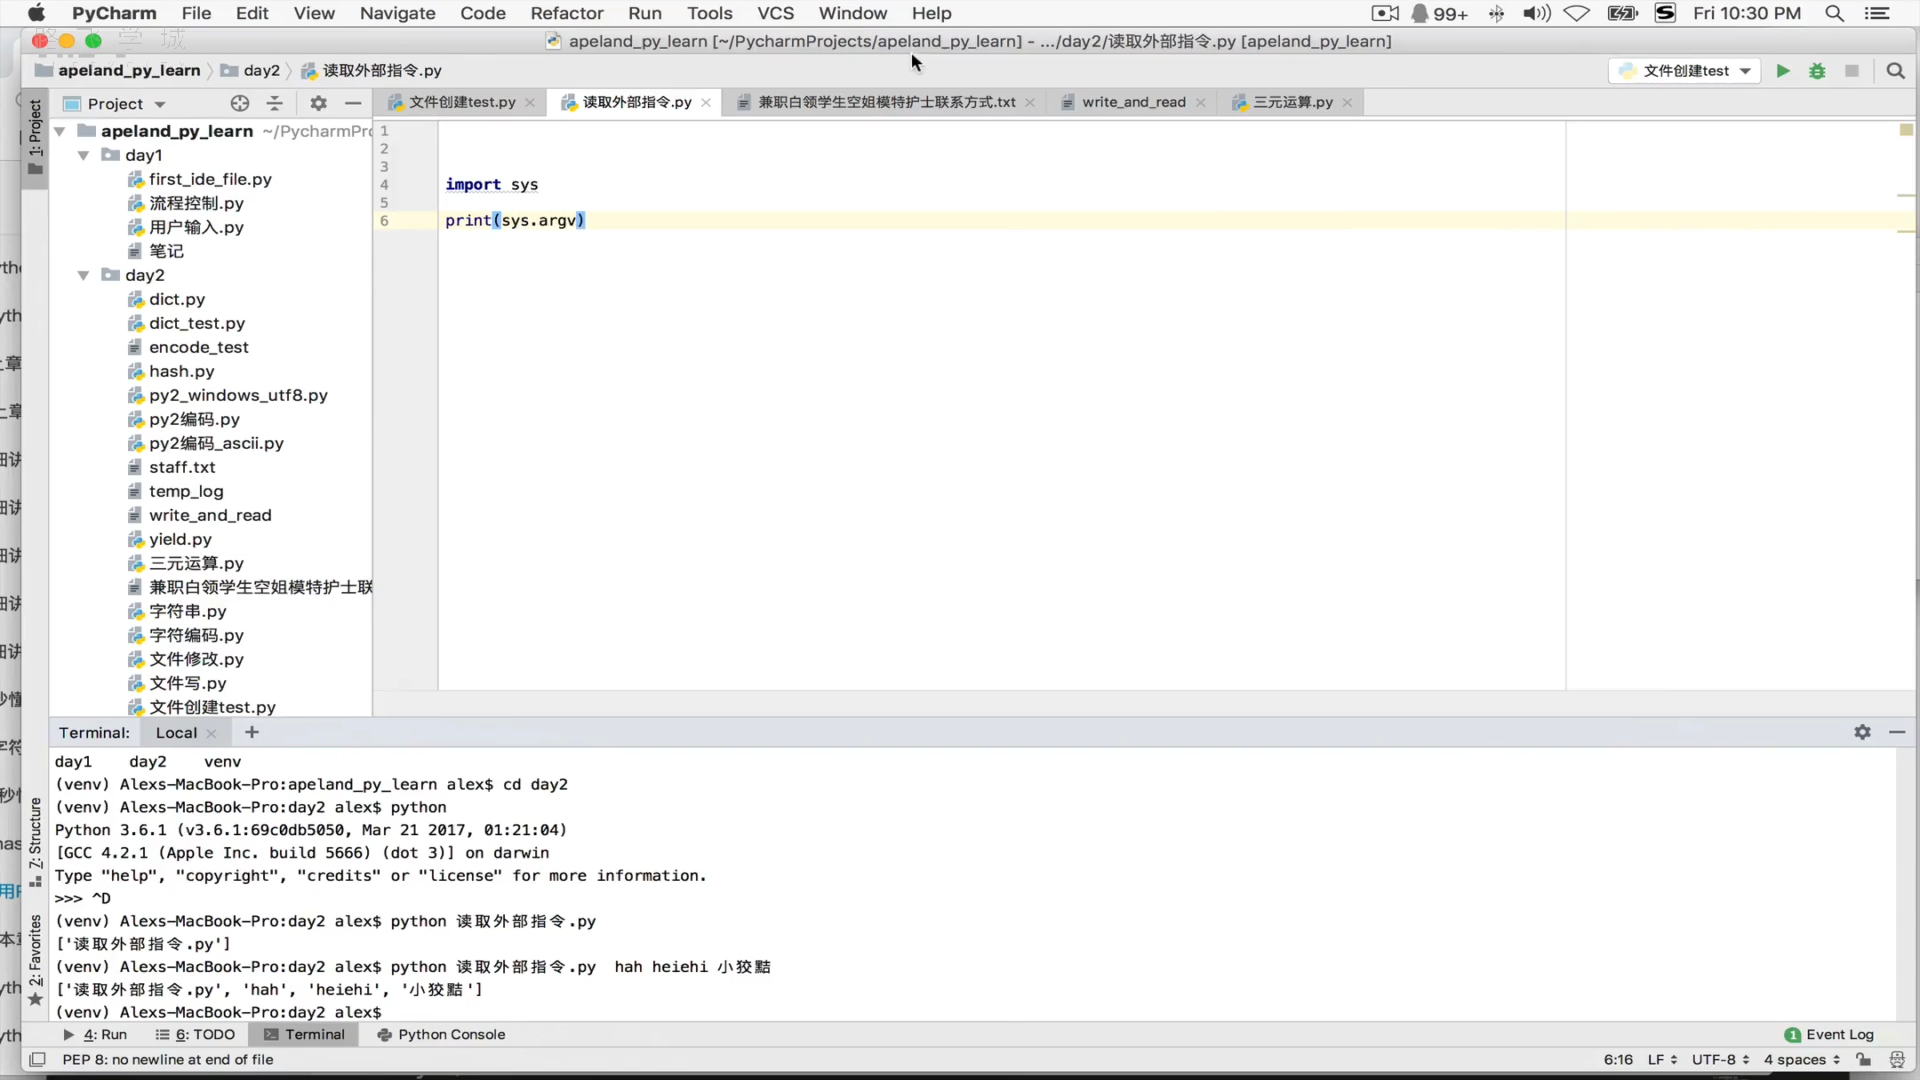 PyCharm File Edit View Navigate Code Refactor Run Tools VCS Window Help 99+ Fri 10:30 PM
apeland_py_learn [~/PycharmProjects/apeland_py_learn] - .../day2/读取外部指令.py [apeland_py_learn]
apeland_py_learn day2 读取外部指令.py 文件创建test
Project
文件创建test.py 读取外部指令.py 兼职白领学生空姐模特护士联系方式.txt write_and_read 三元运算.py
1: Project
apeland_py_learn ~/PycharmPr
day1
first_ide_file.py
流程控制.py
用户输入.py
笔记
day2
dict.py
dict_test.py
encode_test
hash.py
py2_windows_utf8.py
py2编码.py
py2编码_ascii.py
staff.txt
temp_log
write_and_read
yield.py
三元运算.py
兼职白领学生空姐模特护士联
字符串.py
字符编码.py
文件修改.py
文件写.py
文件创建test.py
1
2
3
4 import sys
5
6 print(sys.argv)
Terminal: Local
day1 day2 venv
(venv) Alexs-MacBook-Pro:apeland_py_learn alex$ cd day2
(venv) Alexs-MacBook-Pro:day2 alex$ python
Python 3.6.1 (v3.6.1:69c0db5050, Mar 21 2017, 01:21:04)
[GCC 4.2.1 (Apple Inc. build 5666) (dot 3)] on darwin
Type "help", "copyright", "credits" or "license" for more information.
>>> ^D
(venv) Alexs-MacBook-Pro:day2 alex$ python 读取外部指令.py
['读取外部指令.py']
(venv) Alexs-MacBook-Pro:day2 alex$ python 读取外部指令.py hah heiehi 小狡黠
['读取外部指令.py', 'hah', 'heiehi', '小狡黠']
(venv) Alexs-MacBook-Pro:day2 alex$
7: Structure
2: Favorites
4: Run 6: TODO Terminal Python Console 1 Event Log
PEP 8: no newline at end of file 6:16 LF UTF-8 4 spaces